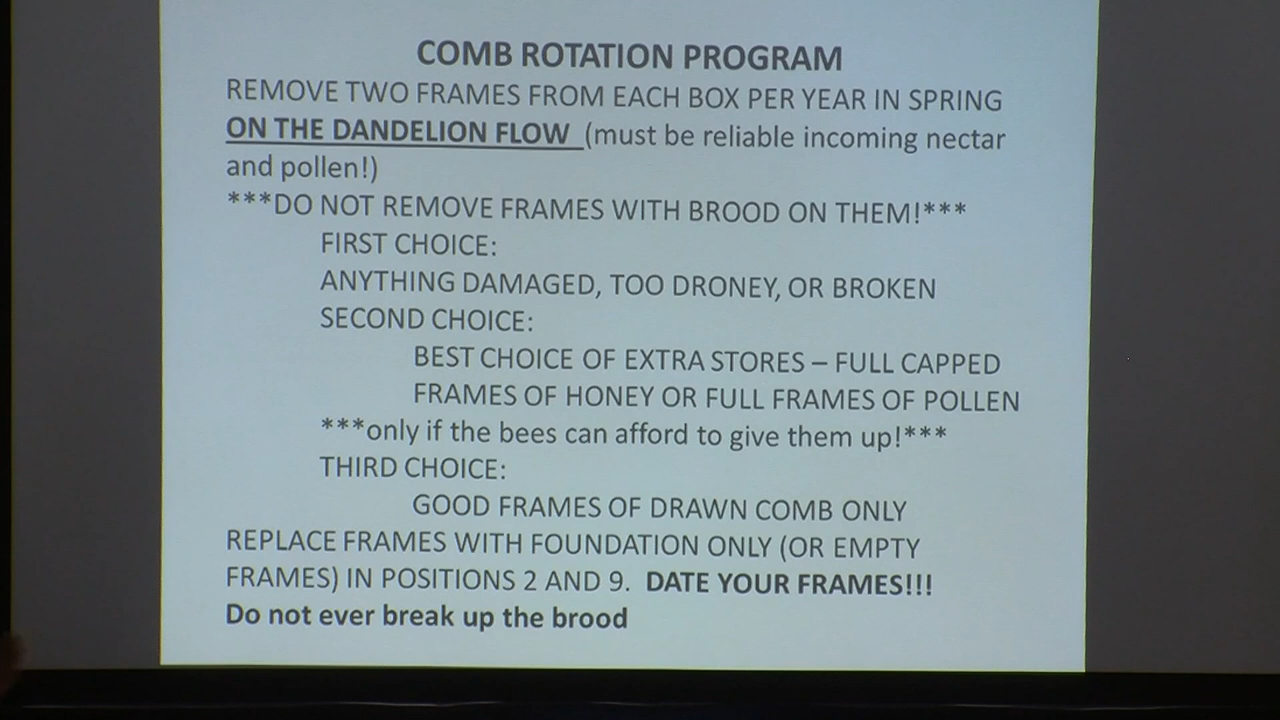 COMB ROTATION PROGRAM
REMOVE TWO FRAMES FROM EACH BOX PER YEAR IN SPRING
ON THE DANDELION FLOW (must be reliable incoming nectar
and pollen!)
***DO NOT REMOVE FRAMES WITH BROOD ON THEM!***
FIRST CHOICE:
ANYTHING DAMAGED, TOO DRONEY, OR BROKEN
SECOND CHOICE:
BEST CHOICE OF EXTRA STORES – FULL CAPPED
FRAMES OF HONEY OR FULL FRAMES OF POLLEN
***only if the bees can afford to give them up!***
THIRD CHOICE:
GOOD FRAMES OF DRAWN COMB ONLY
REPLACE FRAMES WITH FOUNDATION ONLY (OR EMPTY
FRAMES) IN POSITIONS 2 AND 9. DATE YOUR FRAMES!!!
Do not ever break up the brood